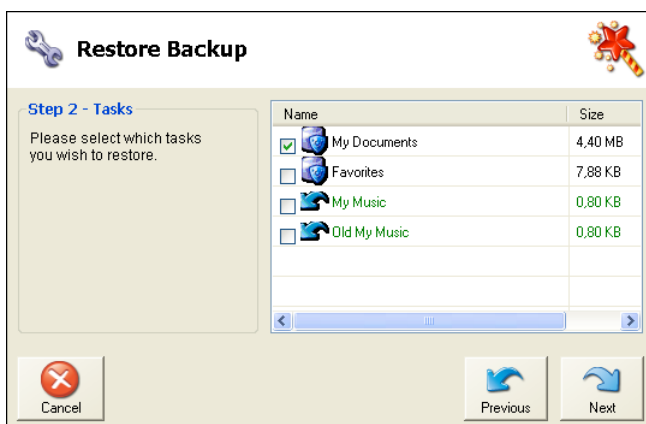 Restore Backup
Step 2 - Tasks
Please select which tasks
you wish to restore.
Name Size
My Documents 4,40 MB
Favorites 7,88 KB
My Music 0,80 KB
Old My Music 0,80 KB
Cancel Previous Next